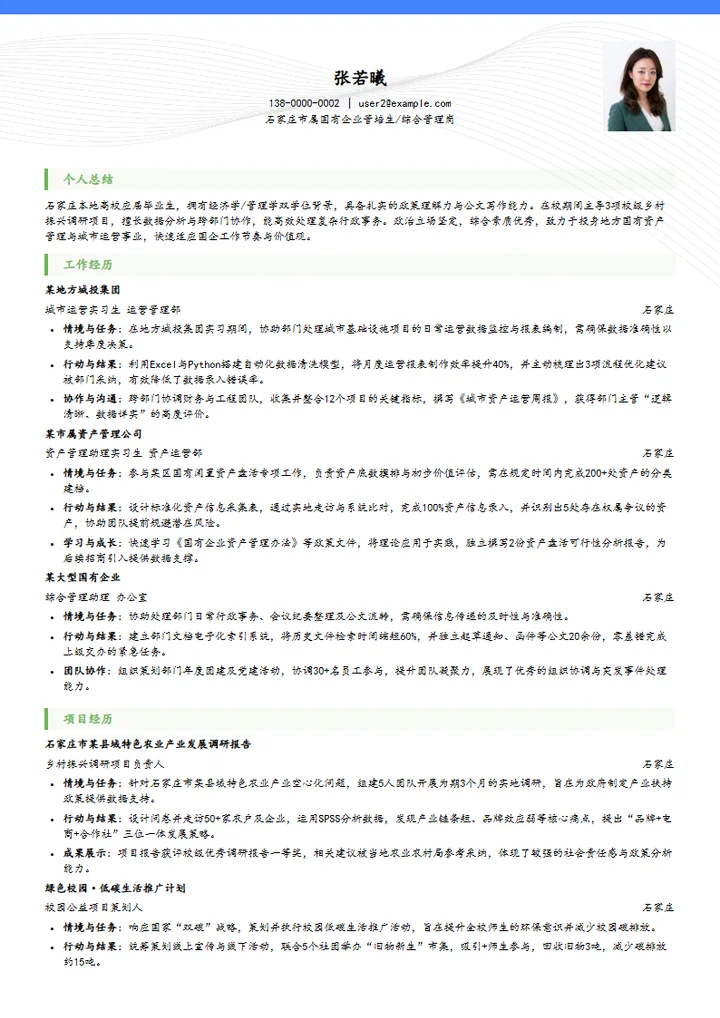 张若曦
138-0000-0002 | user2@example.com
石家庄市属国有企业管培生/综合管理岗
个人总结
石家庄本地高校应届毕业生，拥有经济学/管理学双学位背景，具备扎实的政策理解力与公文写作能力。在校期间主导3项校级乡村
振兴调研项目，擅长数据分析与跨部门协作，能高效处理复杂行政事务。政治立场坚定，综合素质优秀，致力于投身地方国有资产
管理与城市运营事业，快速适应国企工作节奏与价值观。
工作经历
某地方城投集团
城市运营实习生 运营管理部 石家庄
• 情境与任务：在地方城投集团实习期间，协助部门处理城市基础设施项目的日常运营数据监控与报表编制，需确保数据准确性以
支持季度决策。
• 行动与结果：利用Excel与Python搭建自动化数据清洗模型，将月度运营报表制作效率提升40%，并主动梳理出3项流程优化建议
被部门采纳，有效降低了数据录入错误率。
• 协作与沟通：跨部门协调财务与工程团队，收集并整合12个项目的关键指标，撰写《城市资产运营周报》，获得部门主管“逻辑
清晰、数据详实”的高度评价。
某市属资产管理公司
资产管理助理实习生 资产运营部 石家庄
• 情境与任务：参与某区国有闲置资产盘活专项工作，负责资产底数摸排与初步价值评估，需在规定时间内完成200+处资产的分类
建档。
• 行动与结果：设计标准化资产信息采集表，通过实地走访与系统比对，完成100%资产信息录入，并识别出5处存在权属争议的资
产，协助团队提前规避潜在风险。
• 学习与成长：快速学习《国有企业资产管理办法》等政策文件，将理论应用于实践，独立撰写2份资产盘活可行性分析报告，为
后续招商引入提供数据支撑。
某大型国有企业
综合管理助理 办公室 石家庄
• 情境与任务：协助处理部门日常行政事务、会议纪要整理及公文流转，需确保信息传递的及时性与准确性。
• 行动与结果：建立部门文档电子化索引系统，将历史文件检索时间缩短60%，并独立起草通知、函件等公文20余份，零差错完成
上级交办的紧急任务。
• 团队协作：组织策划部门年度团建及党建活动，协调30+名员工参与，提升团队凝聚力，展现了优秀的组织协调与突发事件处理
能力。
项目经历
石家庄市某县域特色农业产业发展调研报告
乡村振兴调研项目负责人 石家庄
• 情境与任务：针对石家庄市某县域特色农业产业空心化问题，组建5人团队开展为期3个月的实地调研，旨在为政府制定产业扶持
政策提供数据支持。
• 行动与结果：设计问卷并走访50+家农户及企业，运用SPSS分析数据，发现产业链条短、品牌效应弱等核心痛点，提出“品牌+电
商+合作社”三位一体发展策略。
• 成果展示：项目报告获评校级优秀调研报告一等奖，相关建议被当地农业农村局参考采纳，体现了较强的社会责任感与政策分析
能力。
绿色校园·低碳生活推广计划
校园公益项目策划人 石家庄
• 情境与任务：响应国家“双碳”战略，策划并执行校园低碳生活推广活动，旨在提升全校师生的环保意识并减少校园碳排放。
• 行动与结果：统筹策划线上宣传与线下活动，联合5个社团举办“旧物新生”市集，吸引+师生参与，回收旧物3吨，减少碳排放
约15吨。